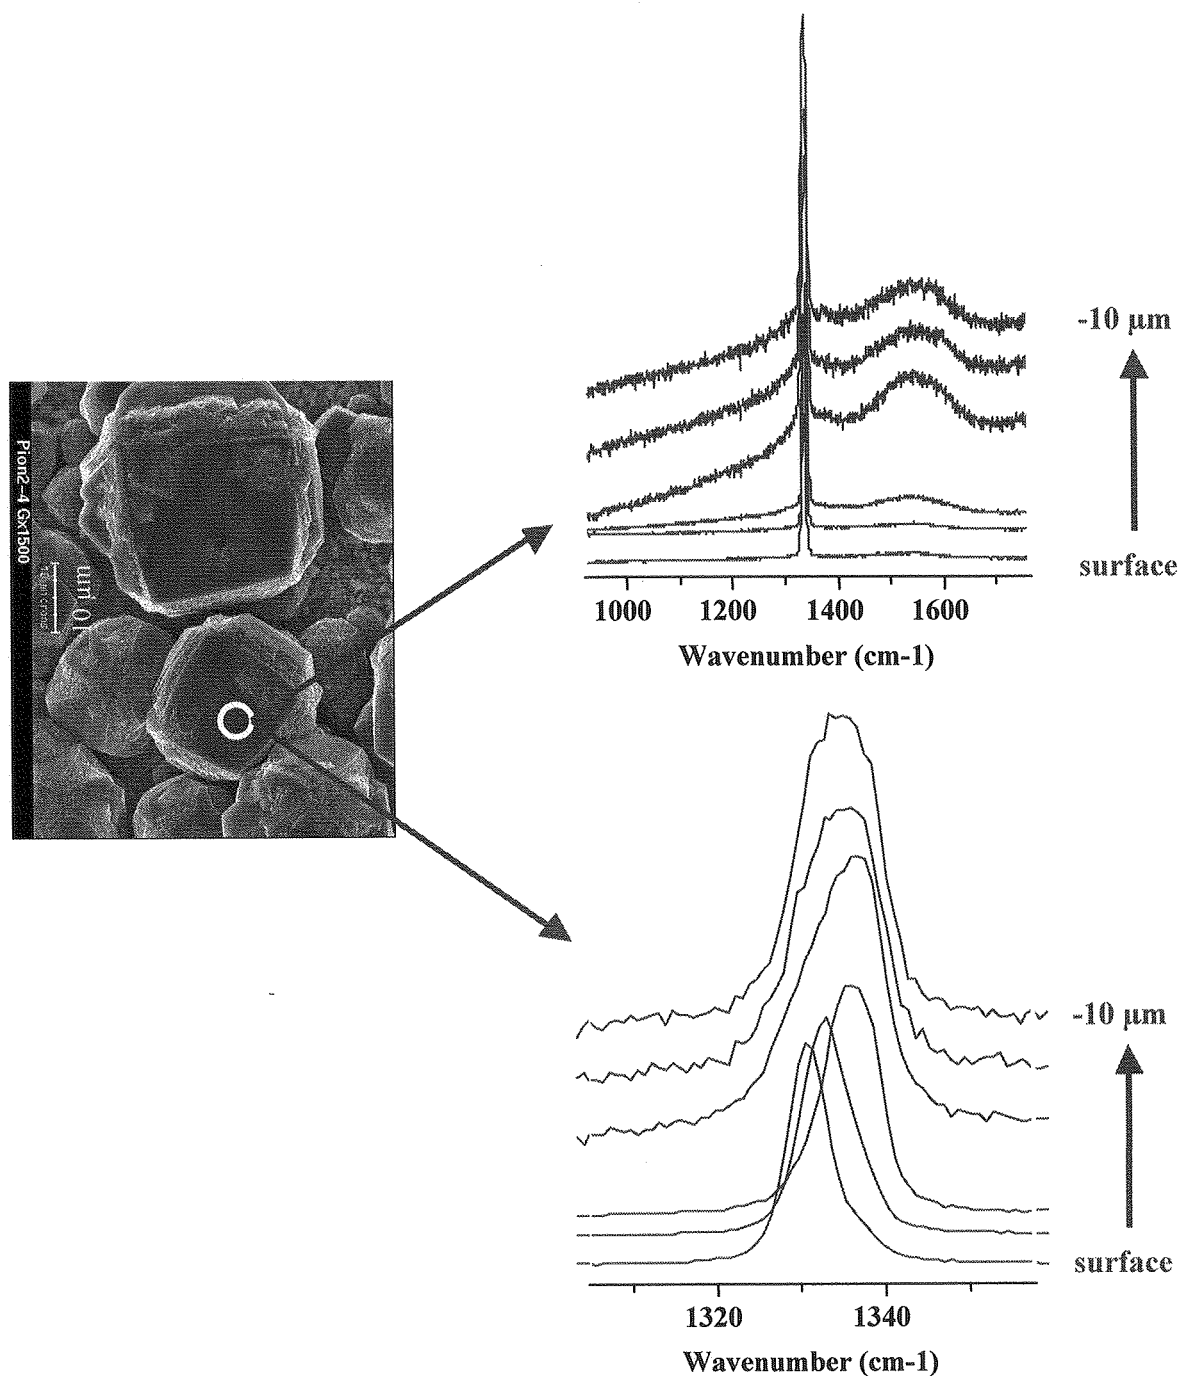 -10 µm
surface
1000 1200 1400 1600
Wavenumber (cm-1)
Pion2-4 Gx1500
10 µm
-10 µm
surface
1320 1340
Wavenumber (cm-1)